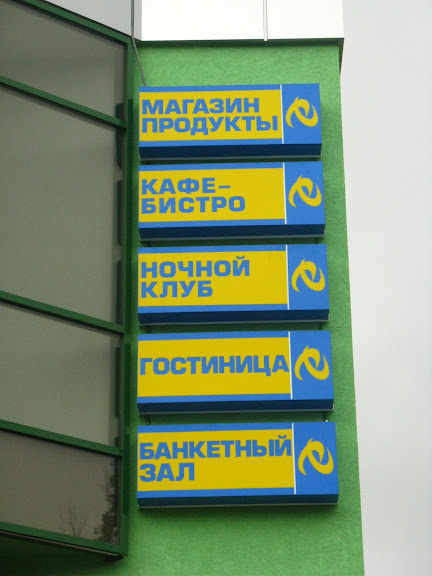 МАГАЗИН
ПРОДУКТЫ
КАФЕ-
БИСТРО
НОЧНОЙ
КЛУБ
ГОСТИНИЦА
БАНКЕТНЫЙ
ЗАЛ